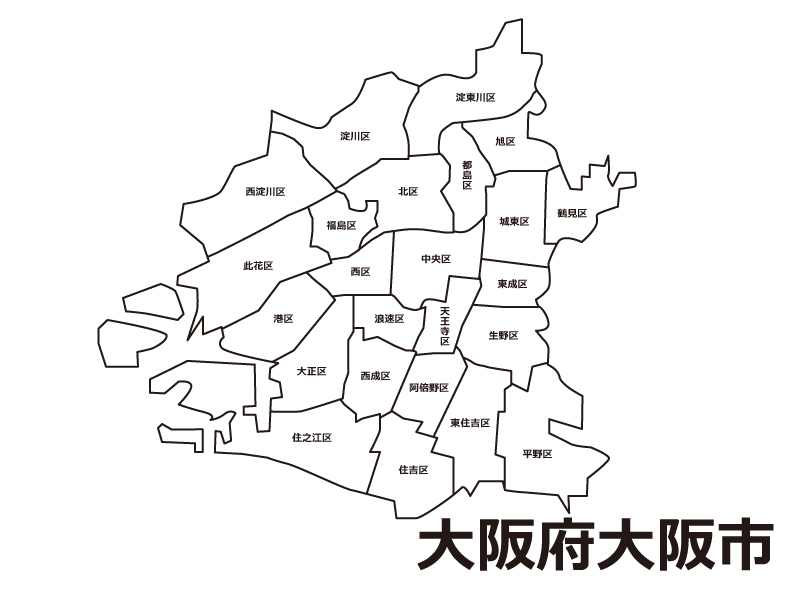 東淀川区
淀川区
旭区
都島区
西淀川区
北区
鶴見区
城東区
福島区
中央区
此花区
西区
東成区
港区
浪速区
天王寺区
生野区
大正区
西成区
阿倍野区
東住吉区
住之江区
平野区
住吉区
大阪府大阪市